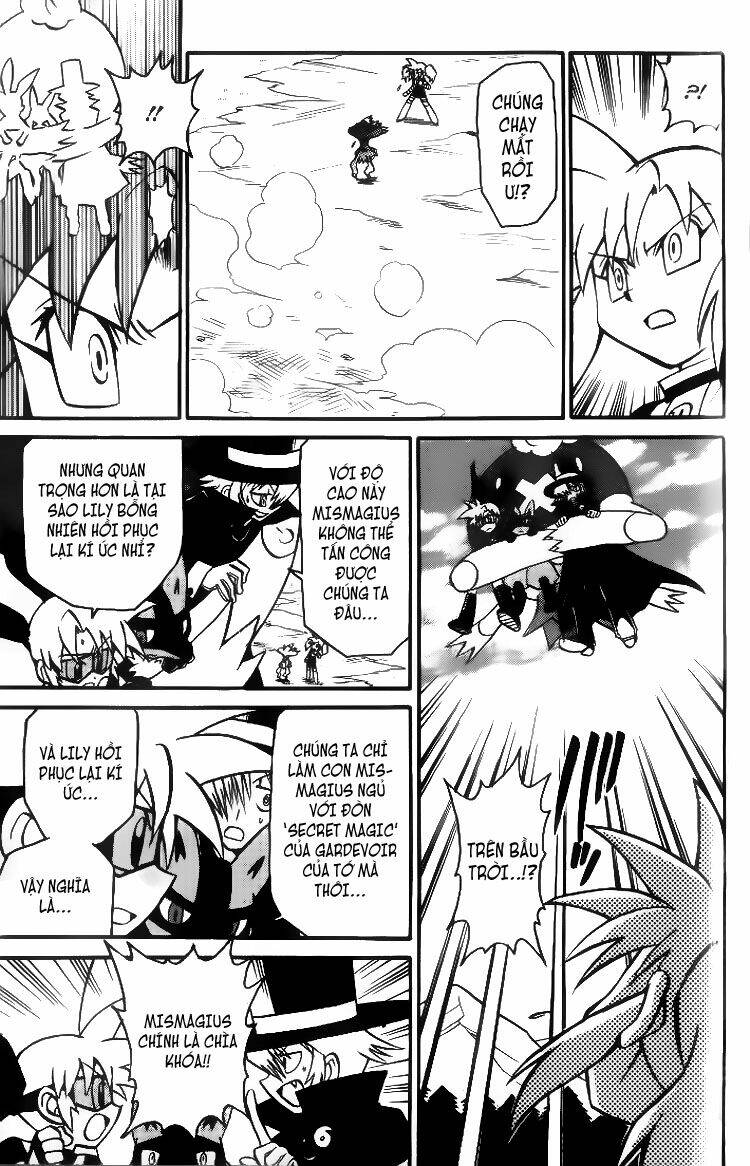 ?!
CHÚNG
CHẠY
MẤT
RỒI
Ư!?
!!
TRÊN BẦU
TRỜI..!?
VỚI ĐỘ
CAO NÀY
MISMAGIUS
KHÔNG THỂ
TẤN CÔNG
ĐƯỢC
CHÚNG TA
ĐÂU...
NHƯNG QUAN
TRỌNG HƠN LÀ TẠI
SAO LILY BỖNG
NHIÊN HỒI PHỤC
LẠI KÍ ỨC NHỈ?
CHÚNG TA CHỈ
LÀM CON MIS-
MAGIUS NGỦ
VỚI ĐÒN
'SECRET MAGIC'
CỦA GARDEVOIR
CỦA TỚ MÀ
THÔI...
VÀ LILY HỒI
PHỤC LẠI KÍ
ỨC...
VẬY NGHĨA
LÀ...
MISMAGIUS
CHÍNH LÀ CHÌA
KHÓA!!